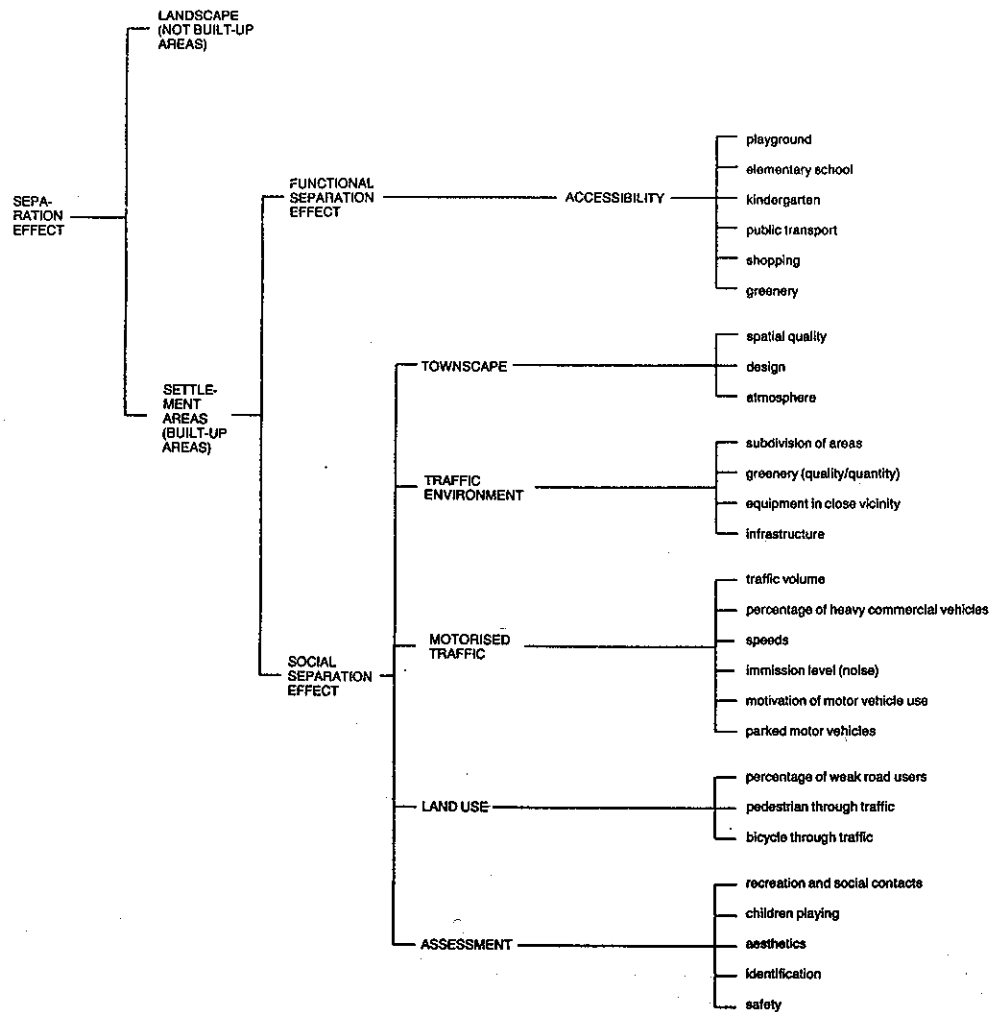 LANDSCAPE
(NOT BUILT-UP
AREAS)
SEPA-
RATION
EFFECT
SETTLE-
MENT
AREAS
(BUILT-UP
AREAS)
FUNCTIONAL
SEPARATION
EFFECT
ACCESSIBILITY
playground
elementary school
kindergarten
public transport
shopping
greenery
SOCIAL
SEPARATION
EFFECT
TOWNSCAPE
spatial quality
design
atmosphere
TRAFFIC
ENVIRONMENT
subdivision of areas
greenery (quality/quantity)
equipment in close vicinity
infrastructure
MOTORISED
TRAFFIC
traffic volume
percentage of heavy commercial vehicles
speeds
immission level (noise)
motivation of motor vehicle use
parked motor vehicles
LAND USE
percentage of weak road users
pedestrian through traffic
bicycle through traffic
ASSESSMENT
recreation and social contacts
children playing
aesthetics
identification
safety